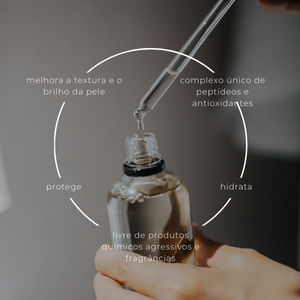 melhora a textura e o
brilho da pele
complexo único de
peptídeos e
antioxidantes
protege
hidrata
livre de produtos
químicos agressivos e
fragrâncias